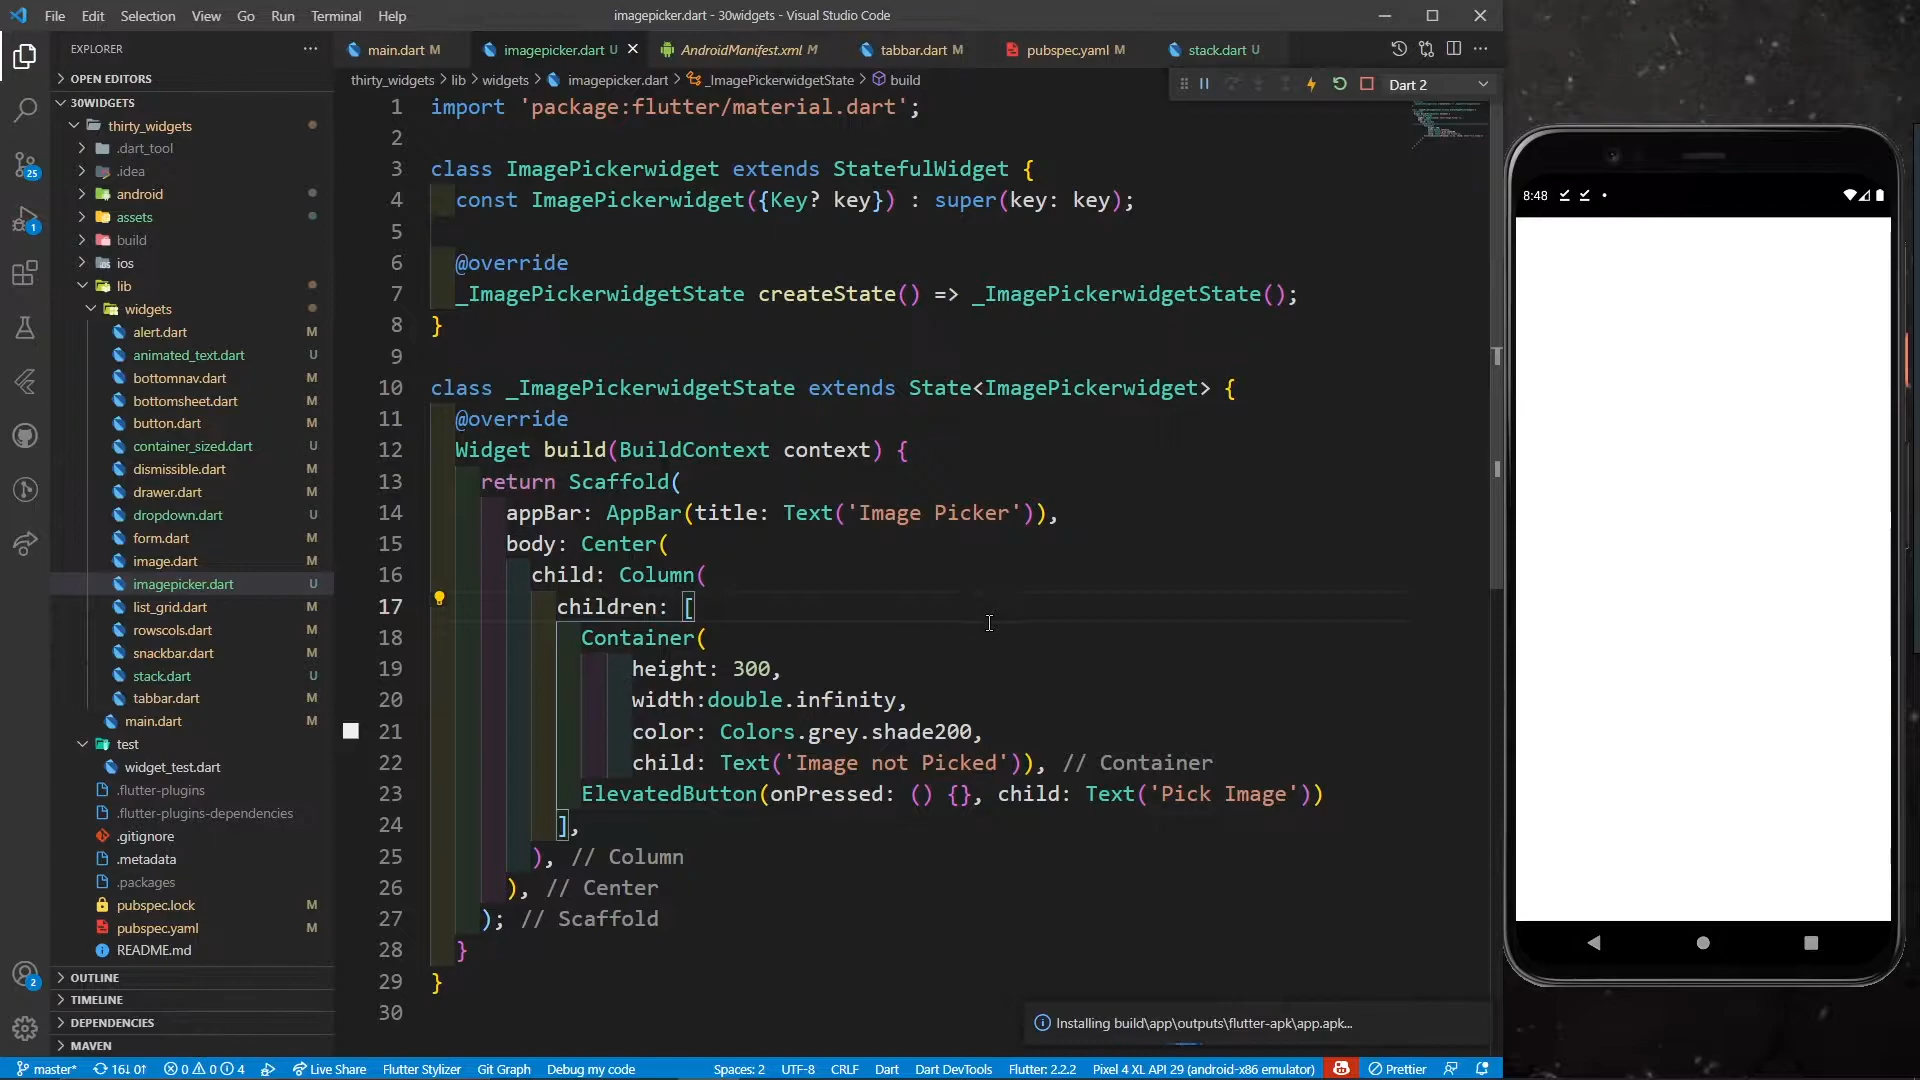 File Edit Selection View Go Run Terminal Help
imagepicker.dart - 30widgets - Visual Studio Code
EXPLORER
main.dart M
imagepicker.dart U
AndroidManifest.xml M
tabbar.dart M
pubspec.yaml M
stack.dart U
thirty_widgets > lib > widgets > imagepicker.dart > _ImagePickerwidgetState > build
Dart 2
OPEN EDITORS
30WIDGETS
thirty_widgets
.dart_tool
.idea
android
assets
build
ios
lib
widgets
alert.dart M
animated_text.dart U
bottomnav.dart M
bottomsheet.dart M
button.dart M
container_sized.dart U
dismissible.dart M
drawer.dart M
dropdown.dart U
form.dart M
image.dart M
imagepicker.dart U
list_grid.dart M
rowscols.dart M
snackbar.dart M
stack.dart U
tabbar.dart M
main.dart M
test
widget_test.dart
.flutter-plugins
.flutter-plugins-dependencies
.gitignore
.metadata
.packages
pubspec.lock M
pubspec.yaml M
README.md
OUTLINE
TIMELINE
DEPENDENCIES
MAVEN
25
1
2
1 import 'package:flutter/material.dart';
2
3 class ImagePickerwidget extends StatefulWidget {
4 const ImagePickerwidget({Key? key}) : super(key: key);
5
6 @override
7 _ImagePickerwidgetState createState() => _ImagePickerwidgetState();
8 }
9
10 class _ImagePickerwidgetState extends State<ImagePickerwidget> {
11 @override
12 Widget build(BuildContext context) {
13 return Scaffold(
14 appBar: AppBar(title: Text('Image Picker')),
15 body: Center(
16 child: Column(
17 children: [
18 Container(
19 height: 300,
20 width:double.infinity,
21 color: Colors.grey.shade200,
22 child: Text('Image not Picked')), // Container
23 ElevatedButton(onPressed: () {}, child: Text('Pick Image'))
24 ],
25 ), // Column
26 ), // Center
27 ); // Scaffold
28 }
29 }
30
Installing build\app\outputs\flutter-apk\app.apk...
8:48
master* 16↓ 0↑ 0 0 4 Live Share Flutter Stylizer Git Graph Debug my code Spaces: 2 UTF-8 CRLF Dart Dart DevTools Flutter: 2.2.2 Pixel 4 XL API 29 (android-x86 emulator) Prettier